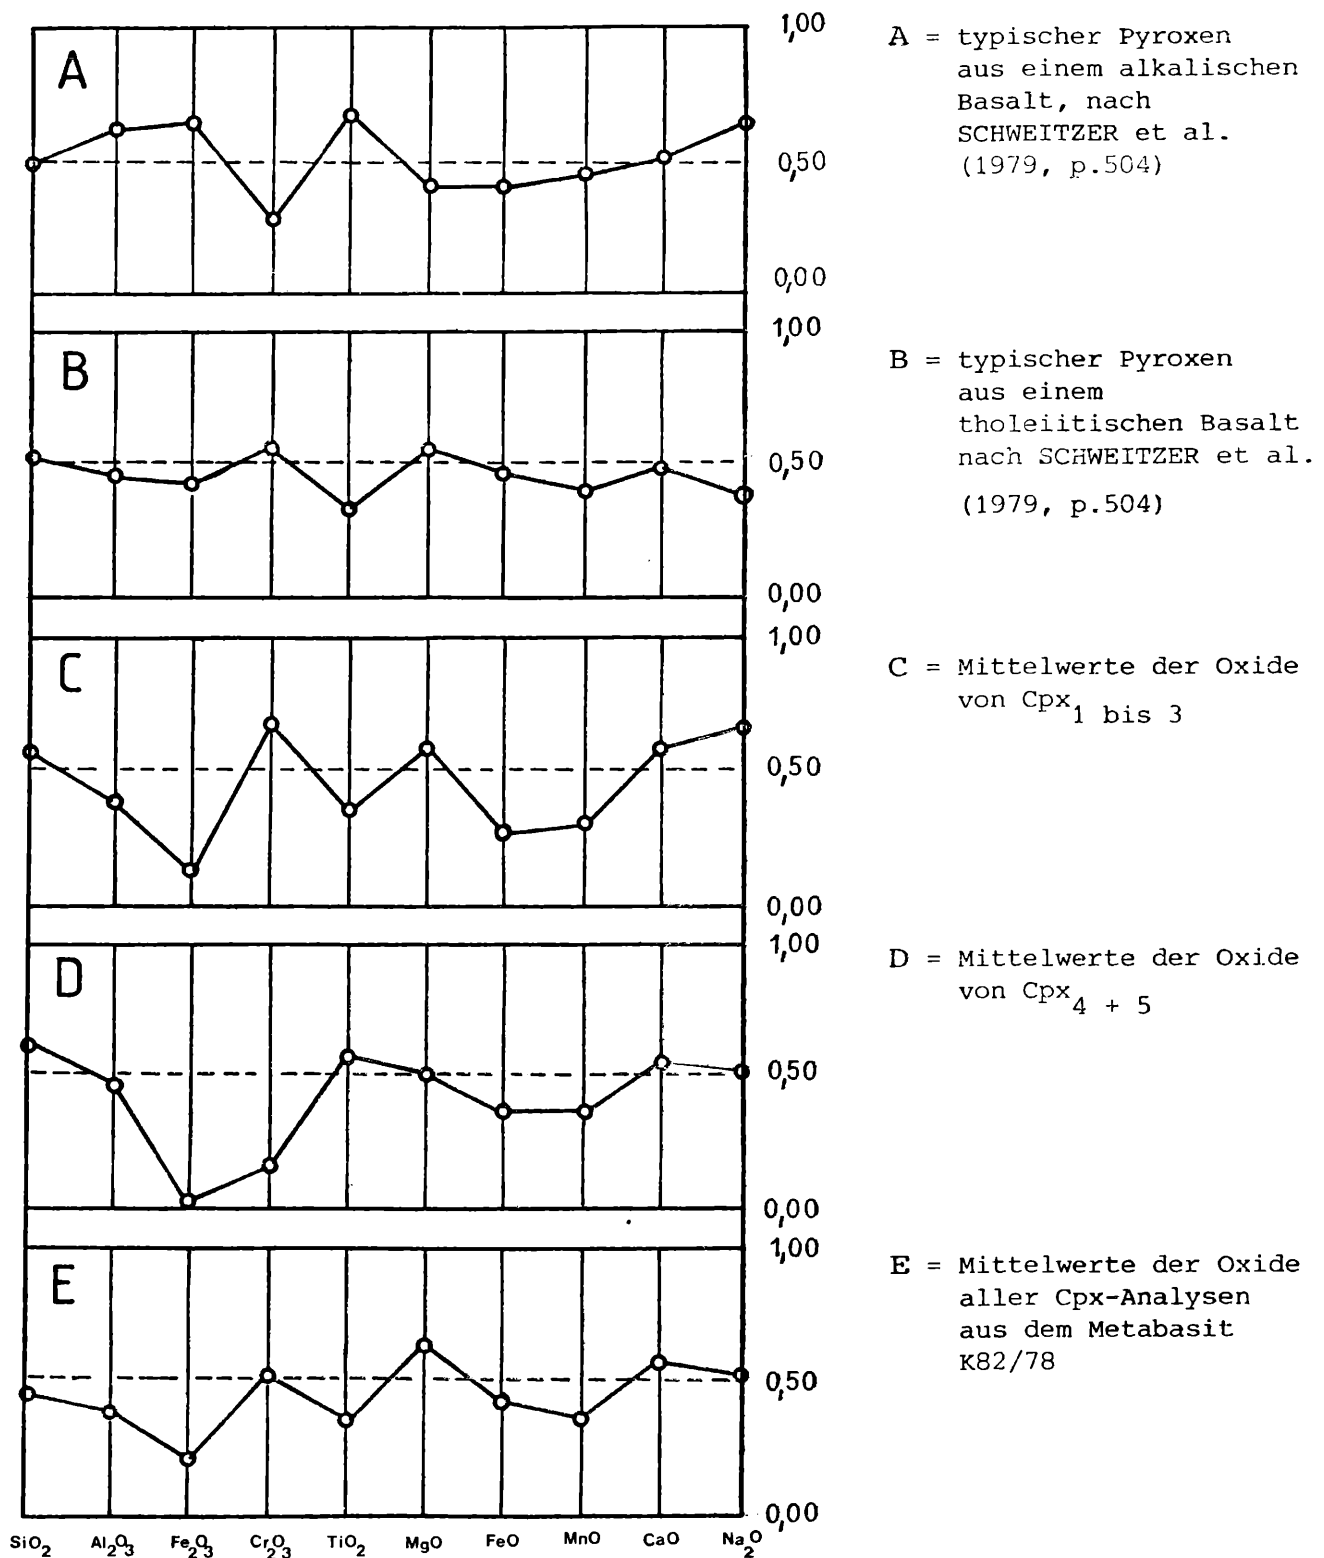 A
1,00
0,50
0,00
A = typischer Pyroxen
aus einem alkalischen
Basalt, nach
SCHWEITZER et al.
(1979, p.504)
B
1,00
0,50
0,00
B = typischer Pyroxen
aus einem
tholeiitischen Basalt
nach SCHWEITZER et al.
(1979, p.504)
C
1,00
0,50
0,00
C = Mittelwerte der Oxide
von Cpx1 bis 3
D
1,00
0,50
0,00
D = Mittelwerte der Oxide
von Cpx4 + 5
E
1,00
0,50
0,00
E = Mittelwerte der Oxide
aller Cpx-Analysen
aus dem Metabasit
K82/78
SiO2 Al2O3 Fe2O3 Cr2O3 TiO2 MgO FeO MnO CaO Na2O